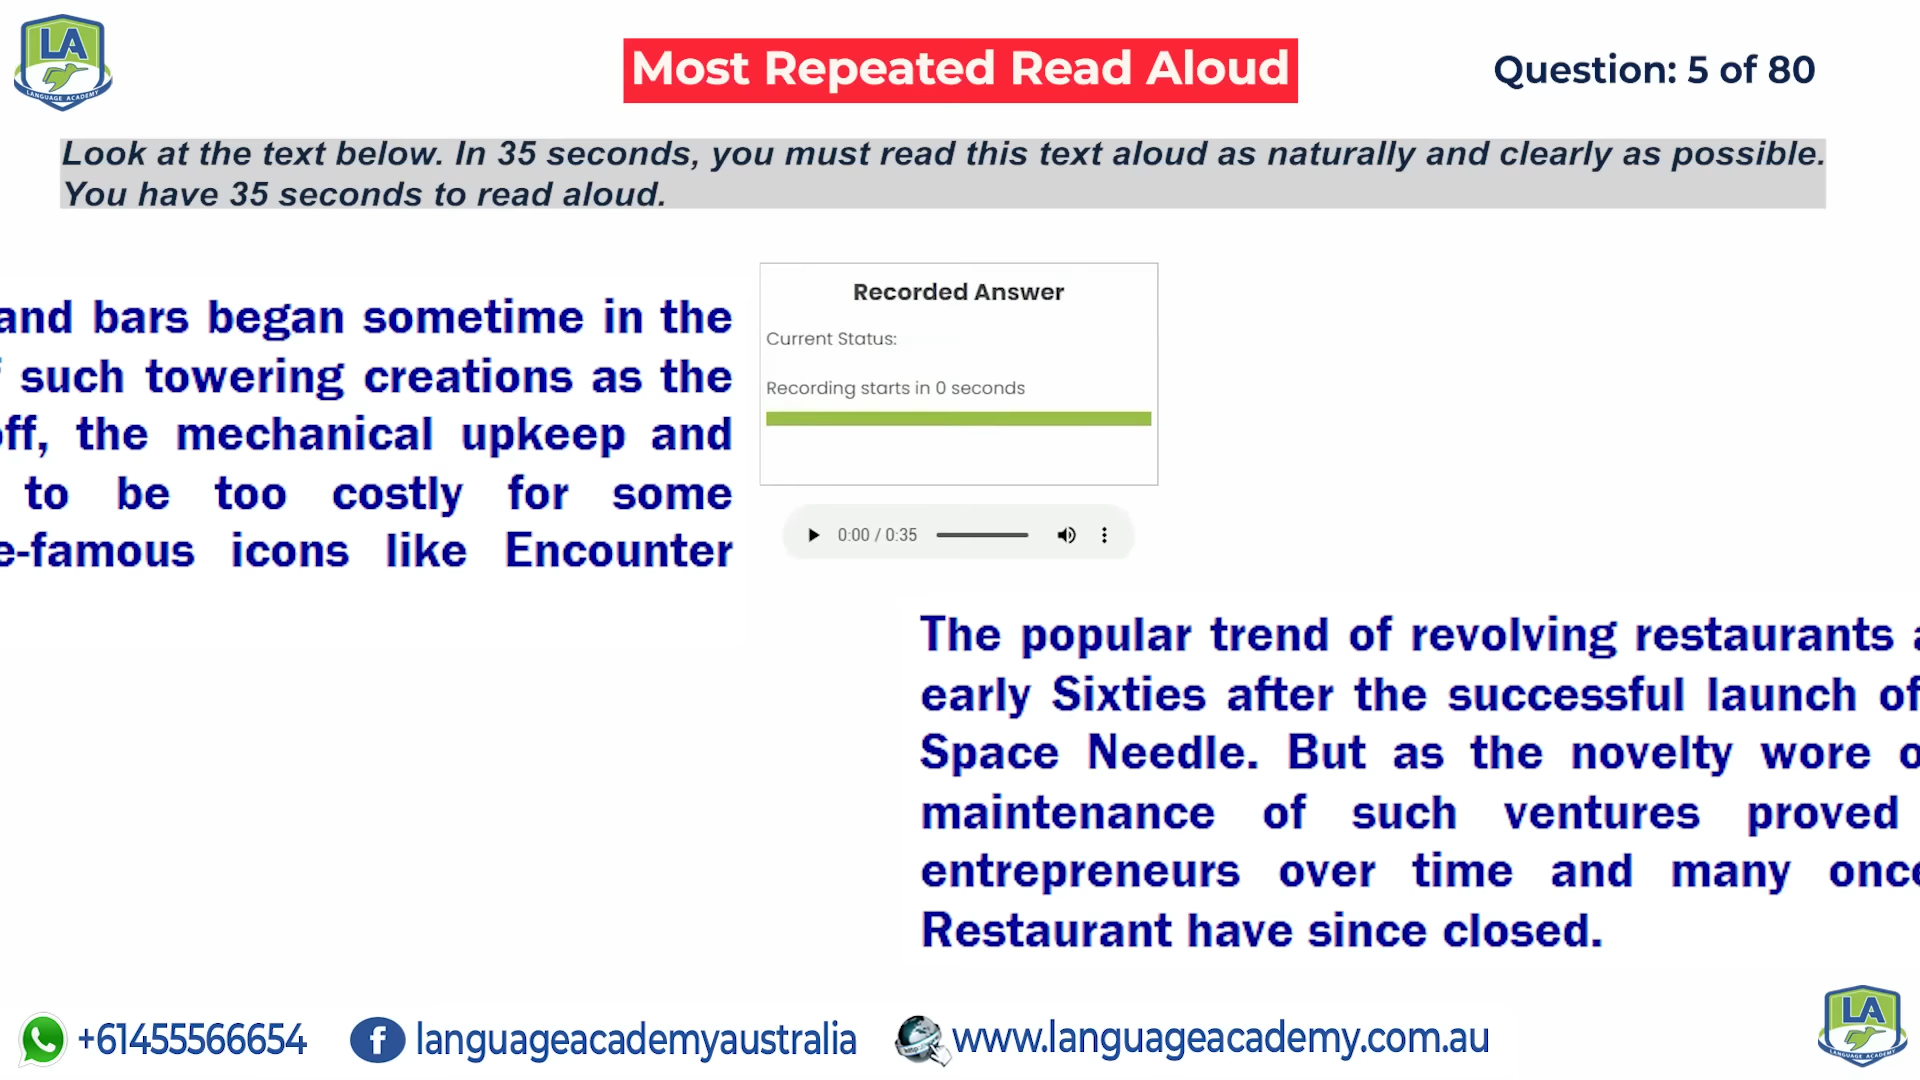 LA
LANGUAGE ACADEMY
Most Repeated Read Aloud
Question: 5 of 80
Look at the text below. In 35 seconds, you must read this text aloud as naturally and clearly as possible.
You have 35 seconds to read aloud.
and bars began sometime in the
such towering creations as the
off, the mechanical upkeep and
to be too costly for some
e-famous icons like Encounter
Recorded Answer
Current Status:
Recording starts in 0 seconds
0:00 / 0:35
The popular trend of revolving restaurants a
early Sixties after the successful launch of
Space Needle. But as the novelty wore o
maintenance of such ventures proved
entrepreneurs over time and many once
Restaurant have since closed.
+61455566654
languageacademyaustralia
www.languageacademy.com.au
LA
LANGUAGE ACADEMY